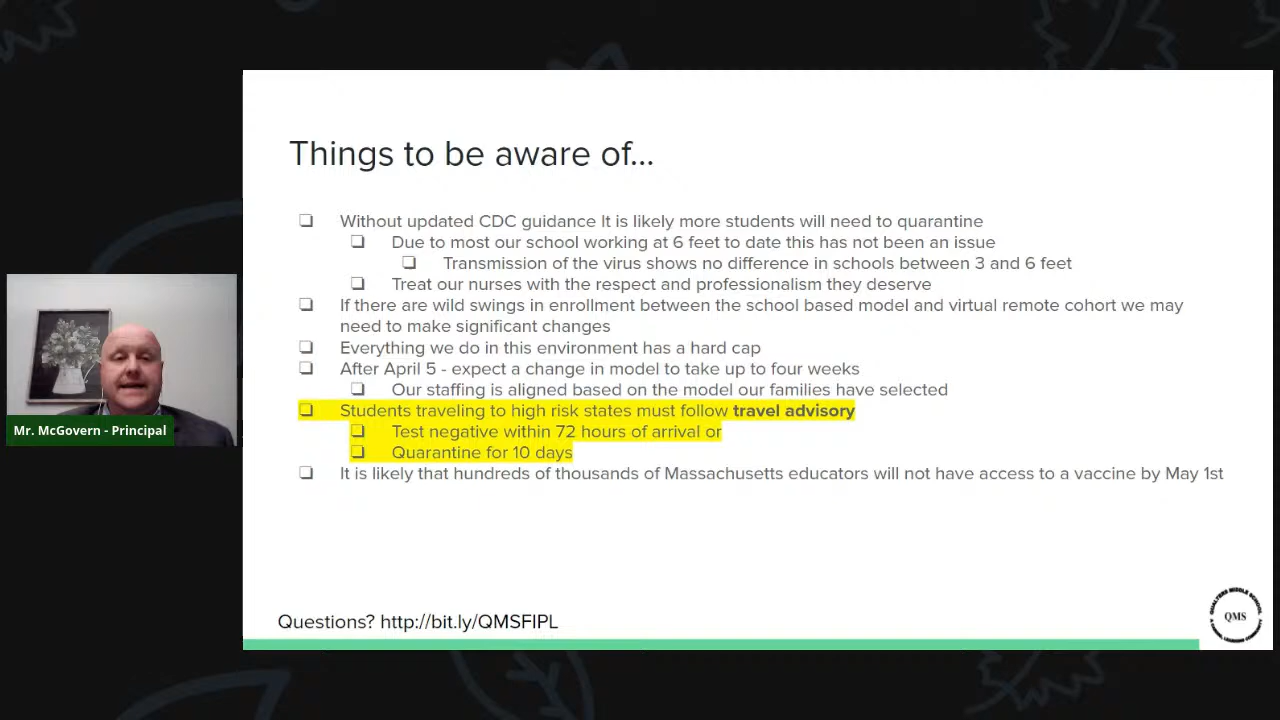 Things to be aware of...
Without updated CDC guidance It is likely more students will need to quarantine
Due to most our school working at 6 feet to date this has not been an issue
Transmission of the virus shows no difference in schools between 3 and 6 feet
Treat our nurses with the respect and professionalism they deserve
If there are wild swings in enrollment between the school based model and virtual remote cohort we may
need to make significant changes
Everything we do in this environment has a hard cap
After April 5 - expect a change in model to take up to four weeks
Our staffing is aligned based on the model our families have selected
Students traveling to high risk states must follow travel advisory
Test negative within 72 hours of arrival or
Quarantine for 10 days
It is likely that hundreds of thousands of Massachusetts educators will not have access to a vaccine by May 1st
Mr. McGovern - Principal
Questions? http://bit.ly/QMSFIPL
QMS